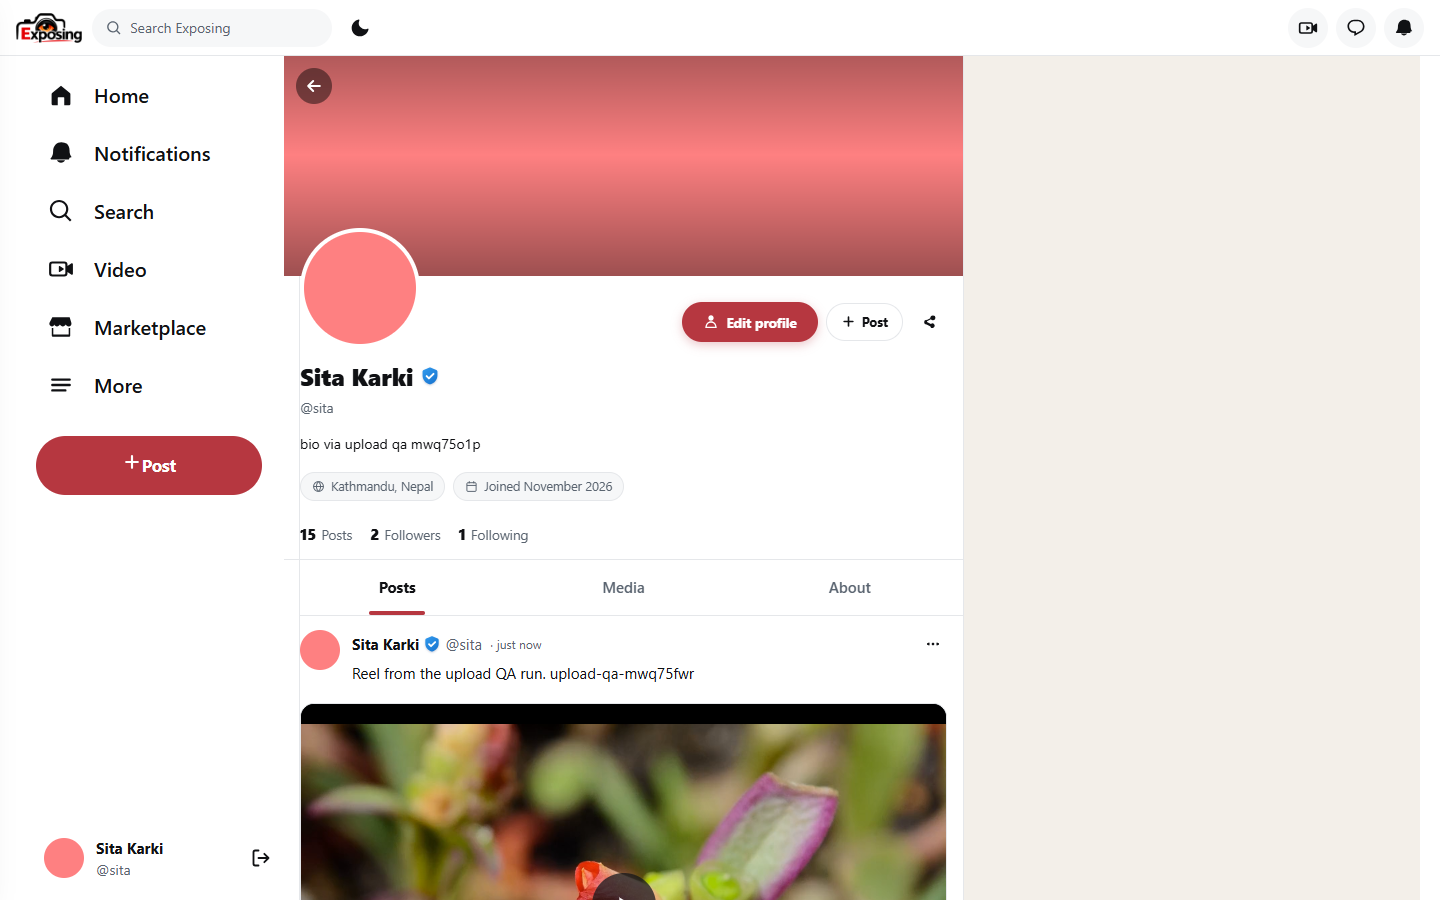 Exposing
Search Exposing
Home
Notifications
Search
Video
Marketplace
More
+ Post
Sita Karki
@sita
Edit profile
+ Post
Sita Karki
@sita
bio via upload qa mwq75o1p
Kathmandu, Nepal
Joined November 2026
15 Posts 2 Followers 1 Following
Posts
Media
About
Sita Karki @sita · just now
Reel from the upload QA run. upload-qa-mwq75fwr